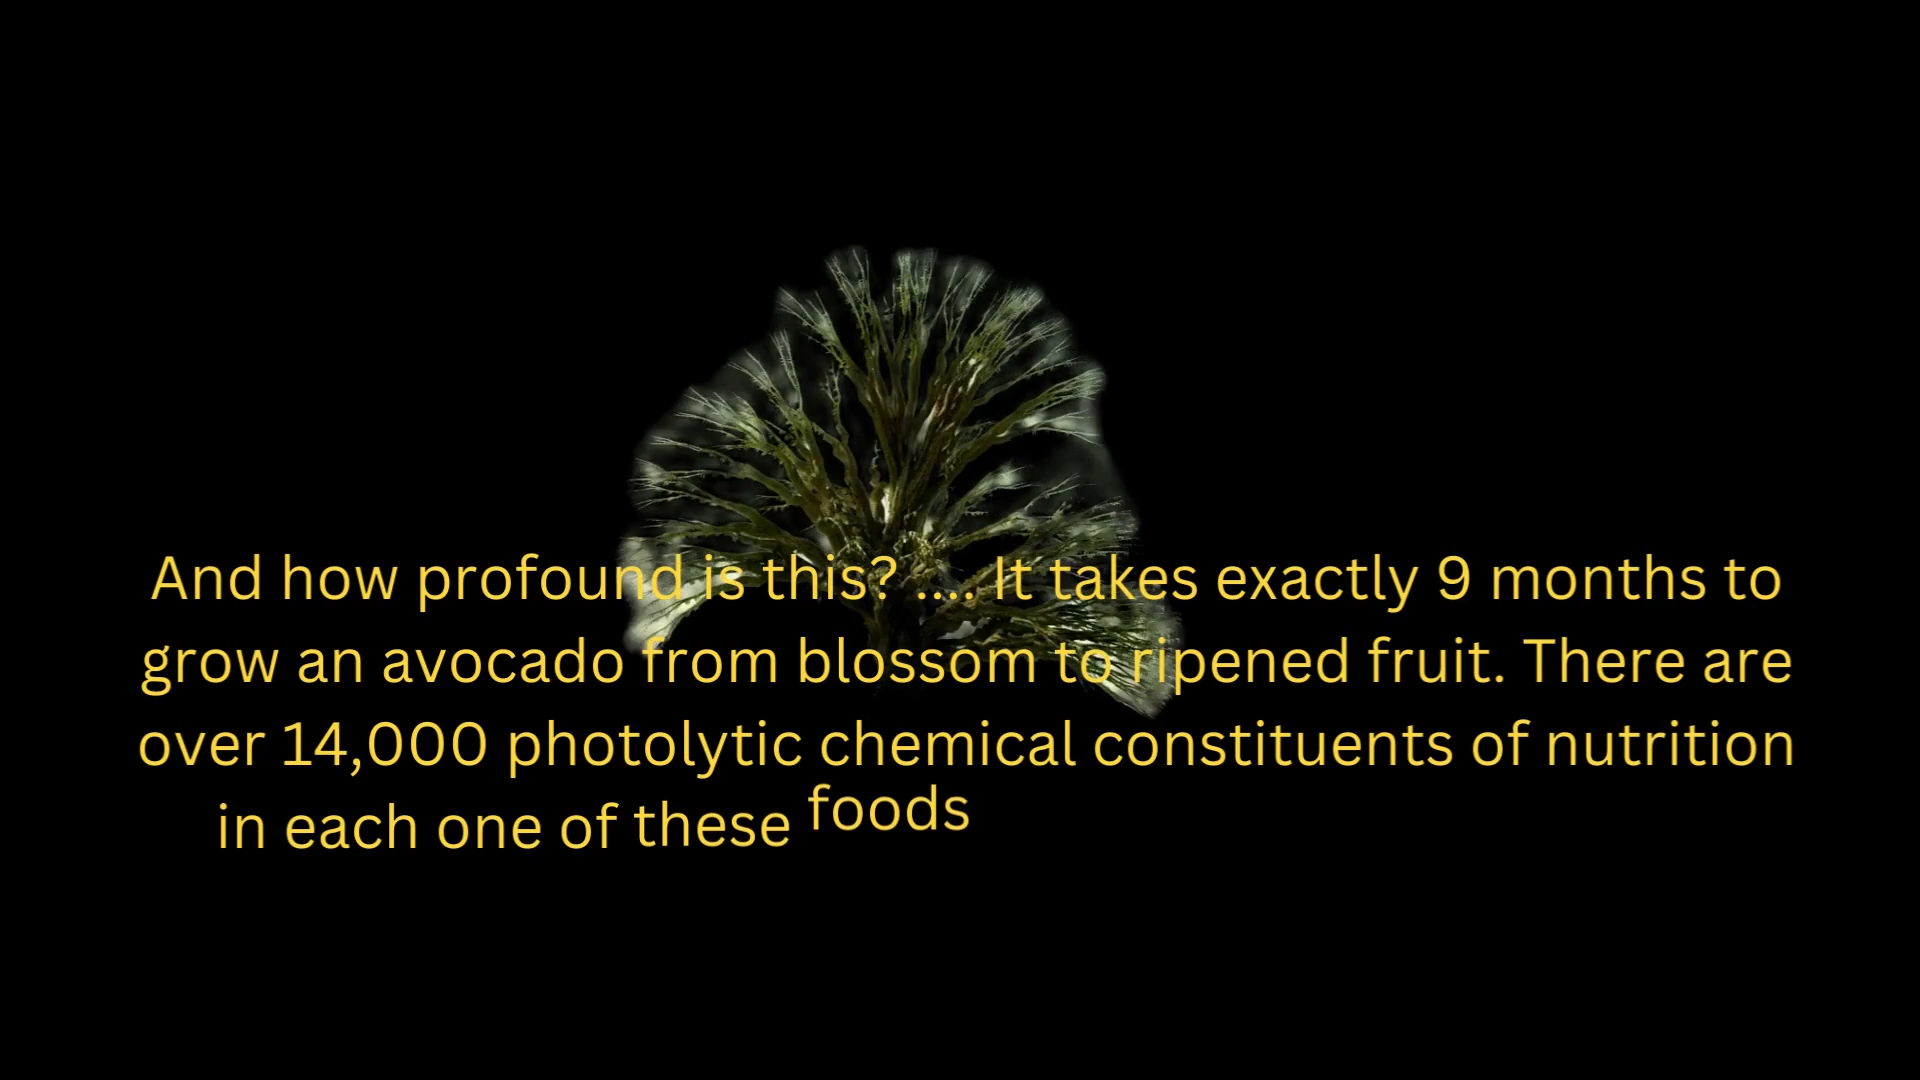 And how profound is this? .... It takes exactly 9 months to
grow an avocado from blossom to ripened fruit. There are
over 14,000 photolytic chemical constituents of nutrition
in each one of these foods